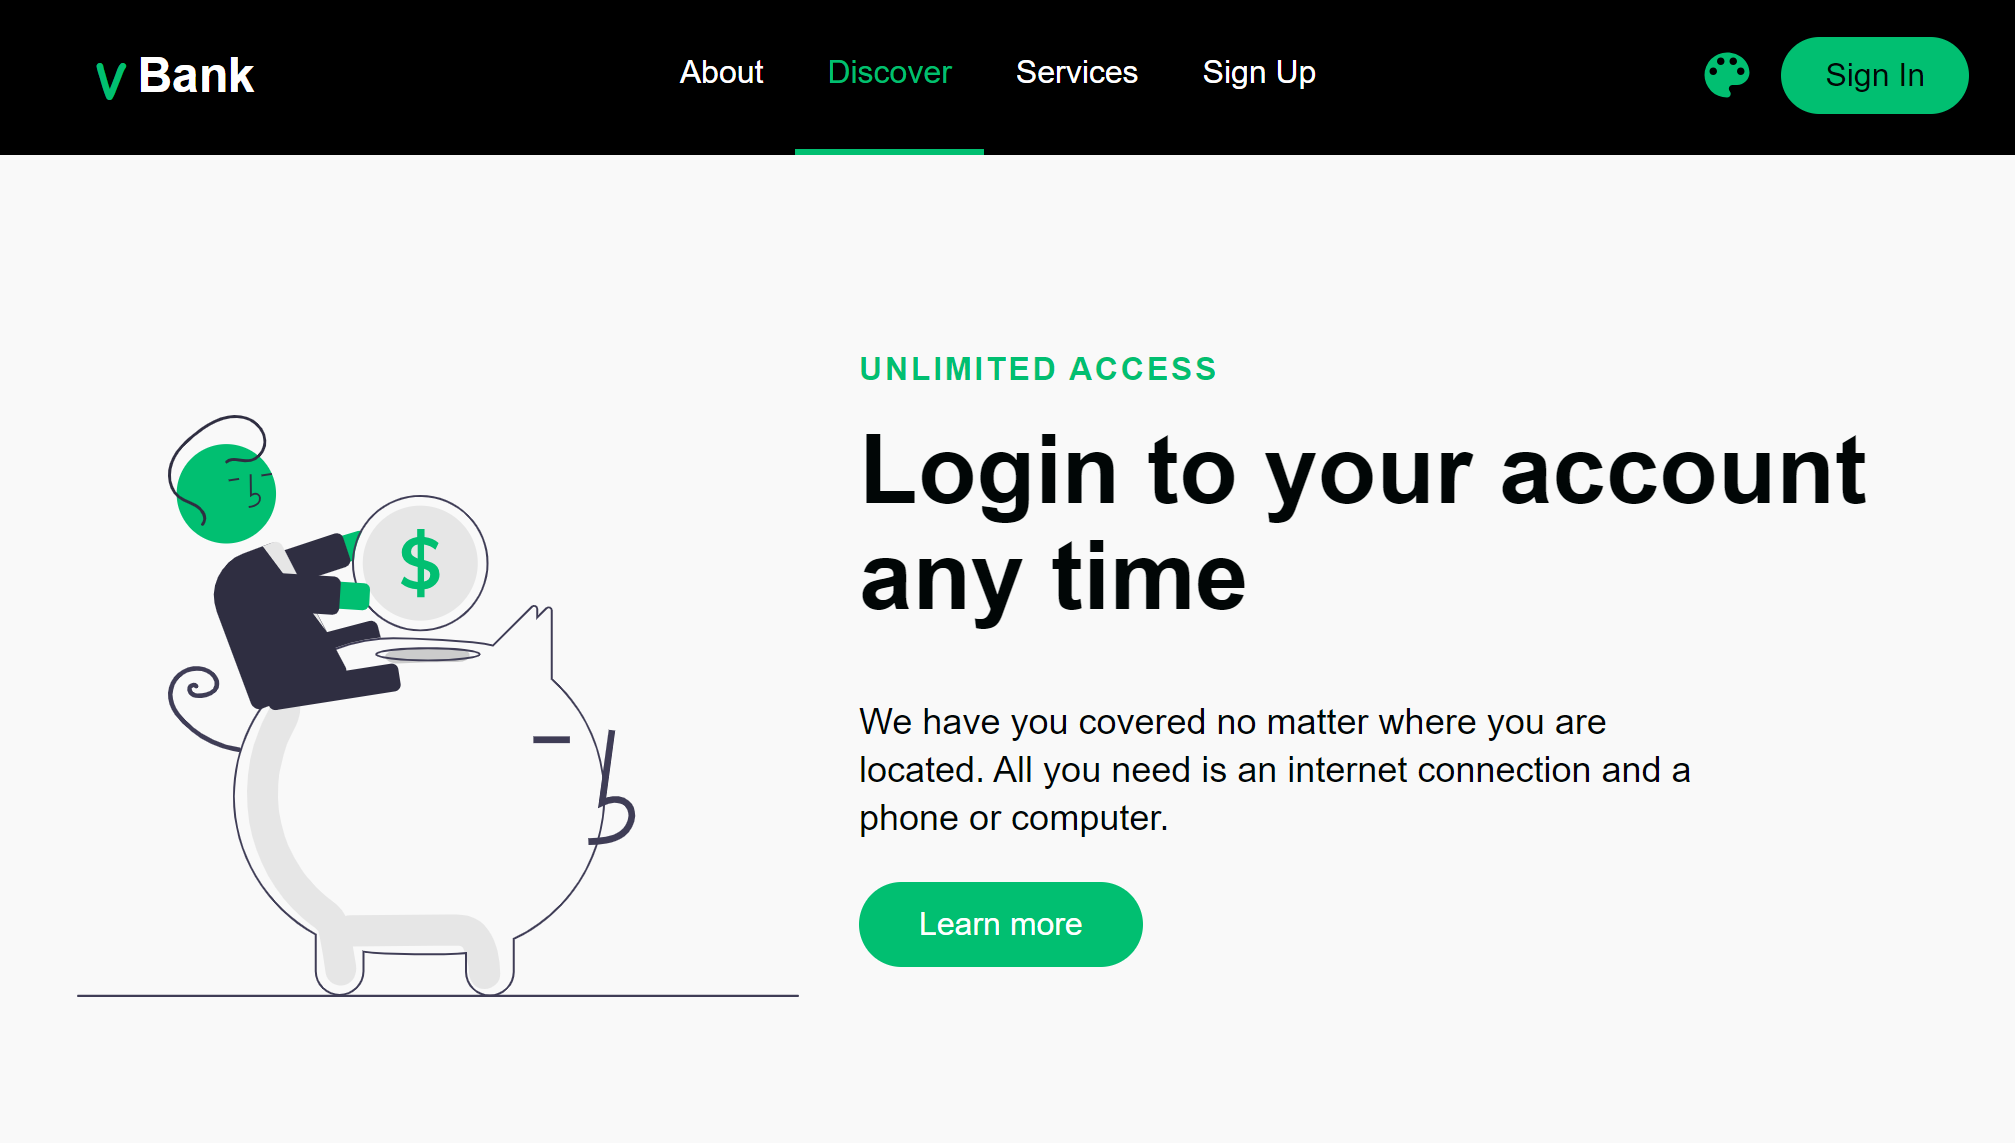 V Bank
About Discover Services Sign Up
Sign In
UNLIMITED ACCESS
Login to your account
any time
$
We have you covered no matter where you are
located. All you need is an internet connection and a
phone or computer.
Learn more